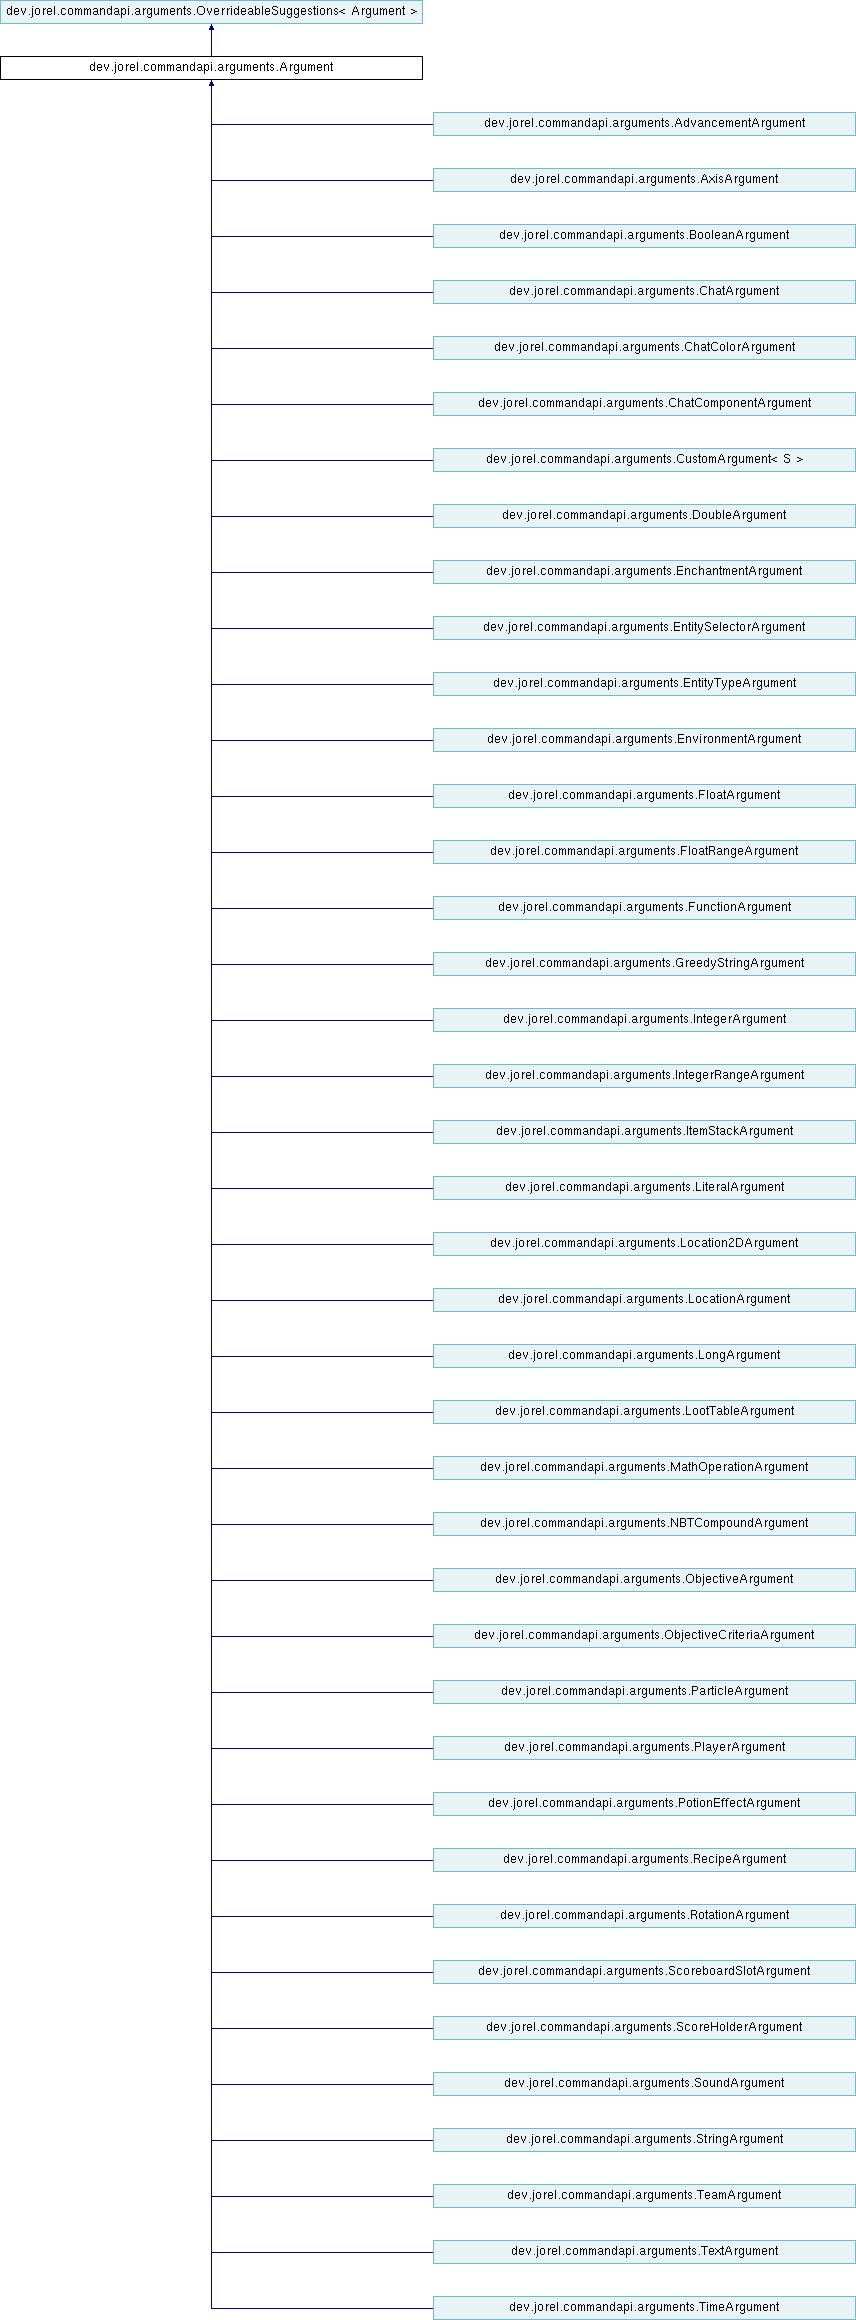 dev.jorel.commandapi.arguments.OverrideableSuggestions< Argument >
dev.jorel.commandapi.arguments.Argument
dev.jorel.commandapi.arguments.AdvancementArgument
dev.jorel.commandapi.arguments.AxisArgument
dev.jorel.commandapi.arguments.BooleanArgument
dev.jorel.commandapi.arguments.ChatArgument
dev.jorel.commandapi.arguments.ChatColorArgument
dev.jorel.commandapi.arguments.ChatComponentArgument
dev.jorel.commandapi.arguments.CustomArgument< S >
dev.jorel.commandapi.arguments.DoubleArgument
dev.jorel.commandapi.arguments.EnchantmentArgument
dev.jorel.commandapi.arguments.EntitySelectorArgument
dev.jorel.commandapi.arguments.EntityTypeArgument
dev.jorel.commandapi.arguments.EnvironmentArgument
dev.jorel.commandapi.arguments.FloatArgument
dev.jorel.commandapi.arguments.FloatRangeArgument
dev.jorel.commandapi.arguments.FunctionArgument
dev.jorel.commandapi.arguments.GreedyStringArgument
dev.jorel.commandapi.arguments.IntegerArgument
dev.jorel.commandapi.arguments.IntegerRangeArgument
dev.jorel.commandapi.arguments.ItemStackArgument
dev.jorel.commandapi.arguments.LiteralArgument
dev.jorel.commandapi.arguments.Location2DArgument
dev.jorel.commandapi.arguments.LocationArgument
dev.jorel.commandapi.arguments.LongArgument
dev.jorel.commandapi.arguments.LootTableArgument
dev.jorel.commandapi.arguments.MathOperationArgument
dev.jorel.commandapi.arguments.NBTCompoundArgument
dev.jorel.commandapi.arguments.ObjectiveArgument
dev.jorel.commandapi.arguments.ObjectiveCriteriaArgument
dev.jorel.commandapi.arguments.ParticleArgument
dev.jorel.commandapi.arguments.PlayerArgument
dev.jorel.commandapi.arguments.PotionEffectArgument
dev.jorel.commandapi.arguments.RecipeArgument
dev.jorel.commandapi.arguments.RotationArgument
dev.jorel.commandapi.arguments.ScoreboardSlotArgument
dev.jorel.commandapi.arguments.ScoreHolderArgument
dev.jorel.commandapi.arguments.SoundArgument
dev.jorel.commandapi.arguments.StringArgument
dev.jorel.commandapi.arguments.TeamArgument
dev.jorel.commandapi.arguments.TextArgument
dev.jorel.commandapi.arguments.TimeArgument